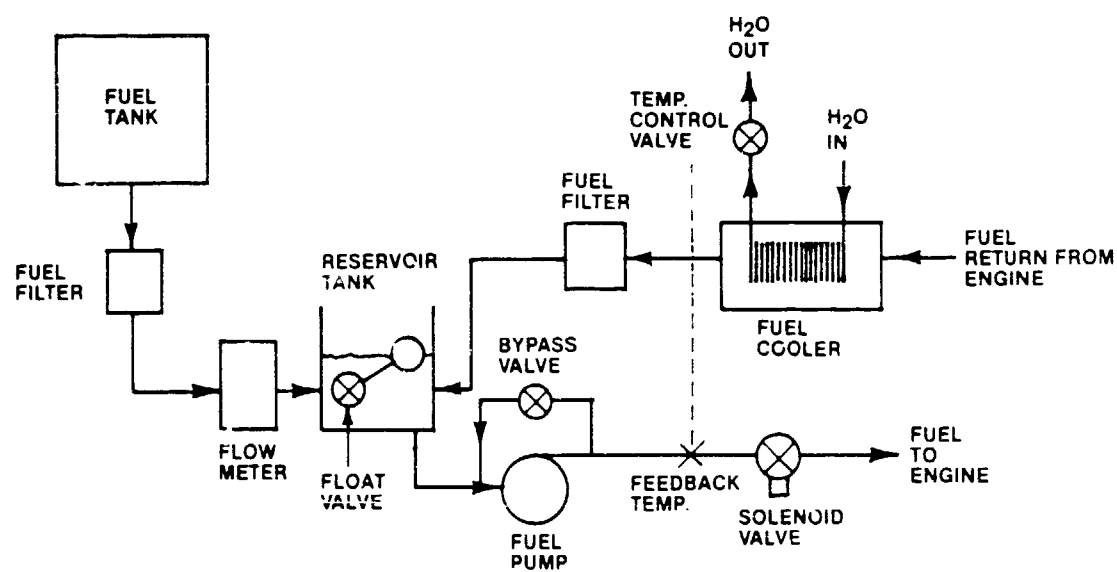 H2O
OUT
FUEL
TANK
TEMP.
CONTROL
VALVE
H2O
IN
FUEL
FILTER
FUEL
RETURN FROM
ENGINE
FUEL
FILTER
RESERVOIR
TANK
FUEL
COOLER
BYPASS
VALVE
FLOW
METER
FLOAT
VALVE
FEEDBACK
TEMP.
FUEL
TO
ENGINE
SOLENOID
VALVE
FUEL
PUMP